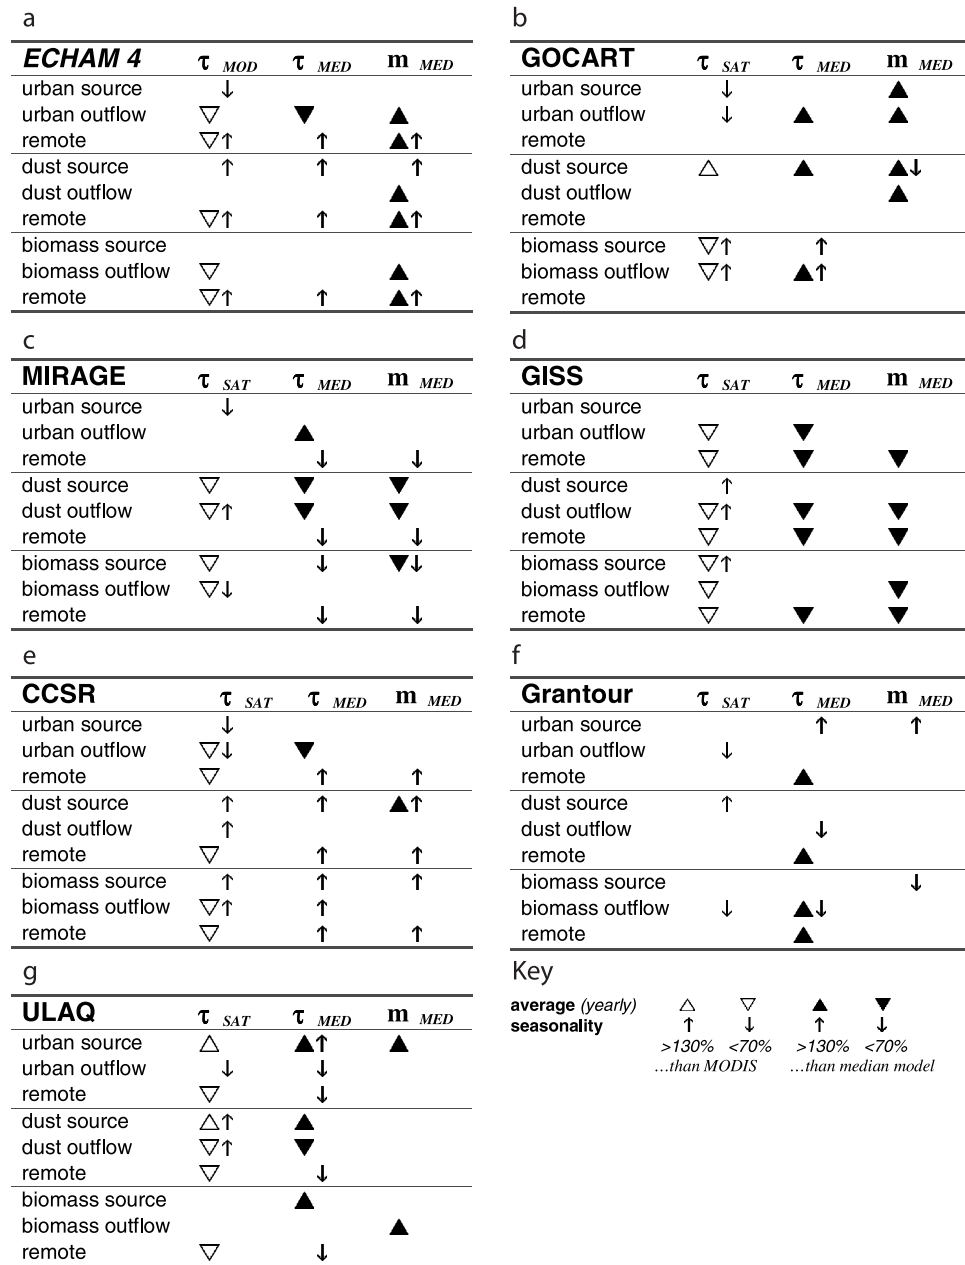 a
ECHAM 4 τ MOD τ MED m MED
urban source ↓
urban outflow ▽ ▼ ▲
remote ▽↑ ↑ ▲↑
dust source ↑ ↑ ↑
dust outflow ▲
remote ▽↑ ↑ ▲↑
biomass source
biomass outflow ▽ ▲
remote ▽↑ ↑ ▲↑
b
GOCART τ SAT τ MED m MED
urban source ↓ ▲
urban outflow ↓ ▲ ▲
remote
dust source △ ▲ ▲↓
dust outflow ▲
remote
biomass source ▽↑ ↑
biomass outflow ▽↑ ▲↑
remote
c
MIRAGE τ SAT τ MED m MED
urban source ↓
urban outflow ▲
remote ↓ ↓
dust source ▽ ▼ ▼
dust outflow ▽↑ ▼ ▼
remote ↓ ↓
biomass source ▽ ↓ ▼↓
biomass outflow ▽↓
remote ↓ ↓
d
GISS τ SAT τ MED m MED
urban source
urban outflow ▽ ▼
remote ▽ ▼ ▼
dust source ↑
dust outflow ▽↑ ▼ ▼
remote ▽ ▼ ▼
biomass source ▽↑
biomass outflow ▽ ▼
remote ▽ ▼ ▼
e
CCSR τ SAT τ MED m MED
urban source ↓
urban outflow ▽↓ ▼
remote ▽ ↑ ↑
dust source ↑ ↑ ▲↑
dust outflow ↑
remote ▽ ↑ ↑
biomass source ↑ ↑ ↑
biomass outflow ▽↑ ↑
remote ▽ ↑ ↑
f
Grantour τ SAT τ MED m MED
urban source ↑ ↑
urban outflow ↓
remote ▲
dust source ↑
dust outflow ↓
remote ▲
biomass source ↓
biomass outflow ↓ ▲↓
remote ▲
g
ULAQ τ SAT τ MED m MED
urban source △ ▲↑ ▲
urban outflow ↓ ↓
remote ▽ ↓
dust source △↑ ▲
dust outflow ▽↑ ▼
remote ▽ ↓
biomass source ▲
biomass outflow ▲
remote ▽ ↓
Key
average (yearly) △ ▽ ▲ ▼
seasonality ↑ ↓ ↑ ↓
>130% <70% >130% <70%
...than MODIS ...than median model